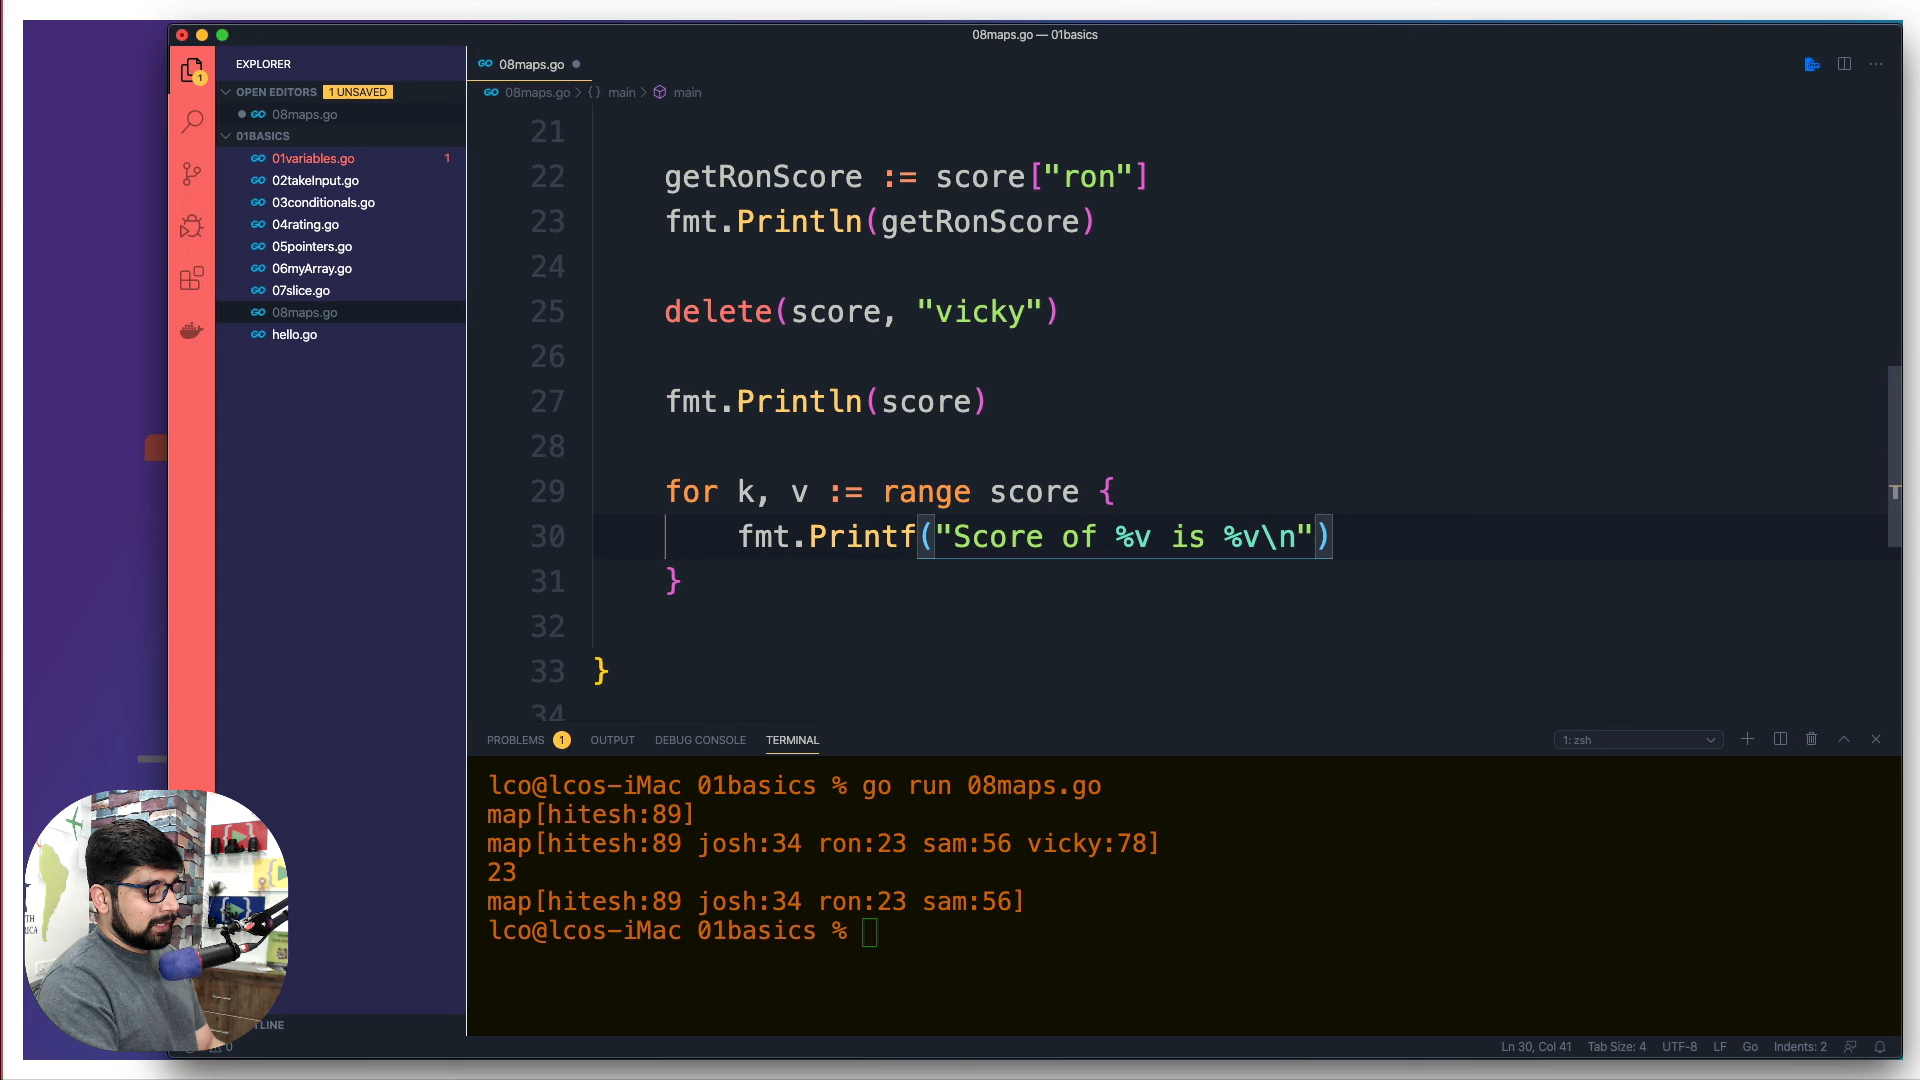 08maps.go — 01basics
EXPLORER
OPEN EDITORS 1 UNSAVED
08maps.go
01BASICS
01variables.go 1
02takeInput.go
03conditionals.go
04rating.go
05pointers.go
06myArray.go
07slice.go
08maps.go
hello.go
TLINE
1
08maps.go
08maps.go > {} main > main
21
22 getRonScore := score["ron"]
23 fmt.Println(getRonScore)
24
25 delete(score, "vicky")
26
27 fmt.Println(score)
28
29 for k, v := range score {
30 fmt.Printf("Score of %v is %v\n")
31 }
32
33 }
34
PROBLEMS 1 OUTPUT DEBUG CONSOLE TERMINAL 1: zsh
lco@lcos-iMac 01basics % go run 08maps.go
map[hitesh:89]
map[hitesh:89 josh:34 ron:23 sam:56 vicky:78]
23
map[hitesh:89 josh:34 ron:23 sam:56]
lco@lcos-iMac 01basics %
0
Ln 30, Col 41 Tab Size: 4 UTF-8 LF Go Indents: 2